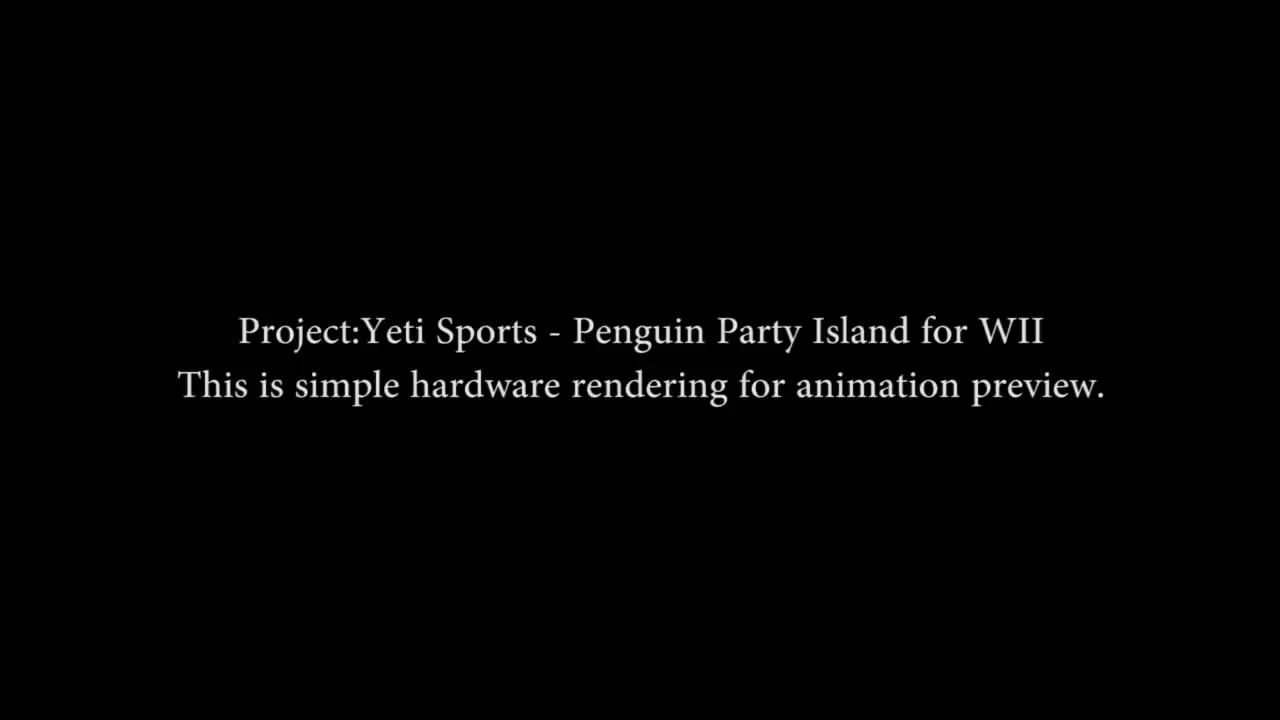 Project:Yeti Sports - Penguin Party Island for WII
This is simple hardware rendering for animation preview.